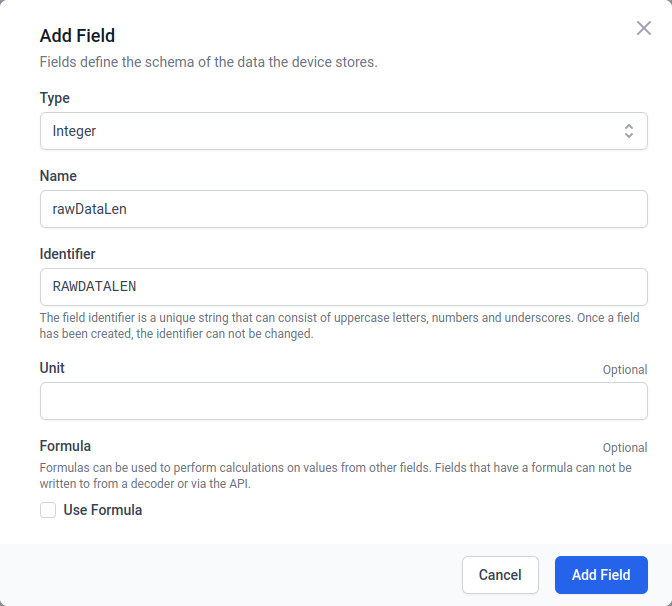 Add Field
Fields define the schema of the data the device stores.
Type
Integer
Name
rawDataLen
Identifier
RAWDATALEN
The field identifier is a unique string that can consist of uppercase letters, numbers and underscores. Once a field
has been created, the identifier can not be changed.
Unit
Optional
Formula
Optional
Formulas can be used to perform calculations on values from other fields. Fields that have a formula can not be
written to from a decoder or via the API.
Use Formula
Cancel
Add Field